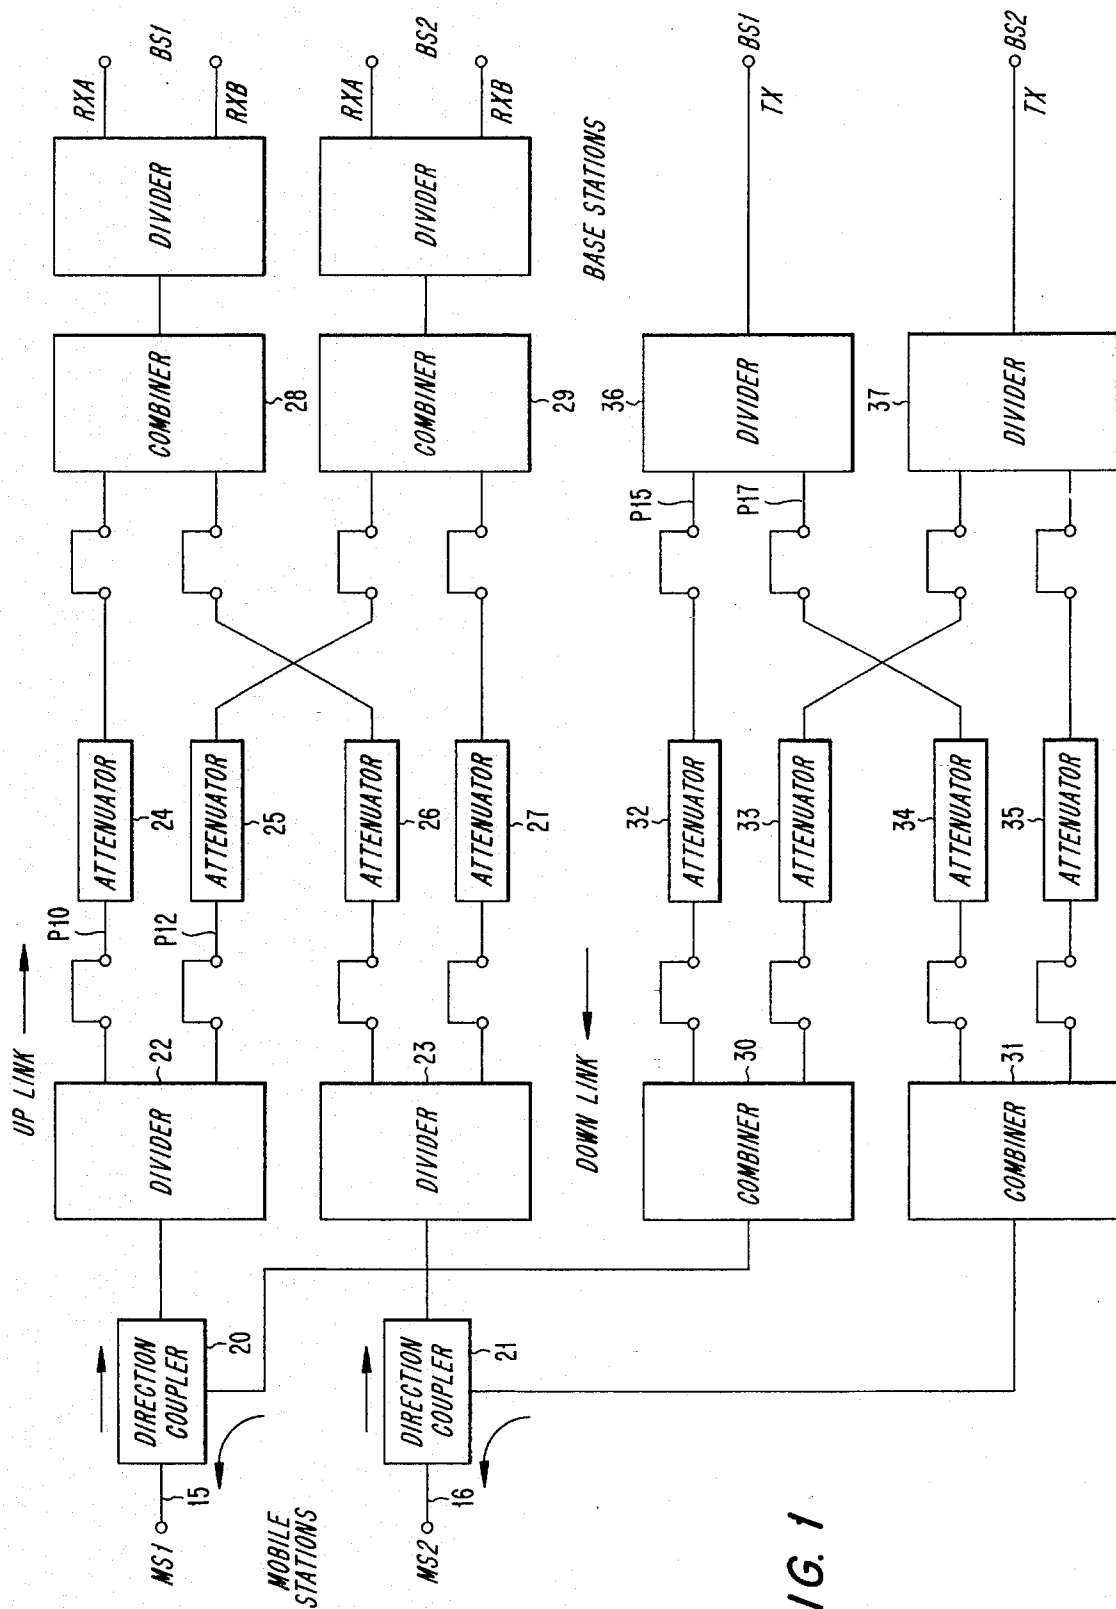 UP LINK
MS1
15
DIRECTION
COUPLER
20
DIVIDER
22
P10
P12
ATTENUATOR
24
ATTENUATOR
25
COMBINER
28
DIVIDER
RXA
RXB
BS1
MOBILE
STATIONS
MS2
16
DIRECTION
COUPLER
21
DIVIDER
23
ATTENUATOR
26
ATTENUATOR
27
COMBINER
29
DIVIDER
RXA
RXB
BS2
BASE STATIONS
DOWN LINK
COMBINER
30
ATTENUATOR
32
ATTENUATOR
33
P15
P17
DIVIDER
36
TX
BS1
COMBINER
31
ATTENUATOR
34
ATTENUATOR
35
DIVIDER
37
TX
BS2
IG. 1